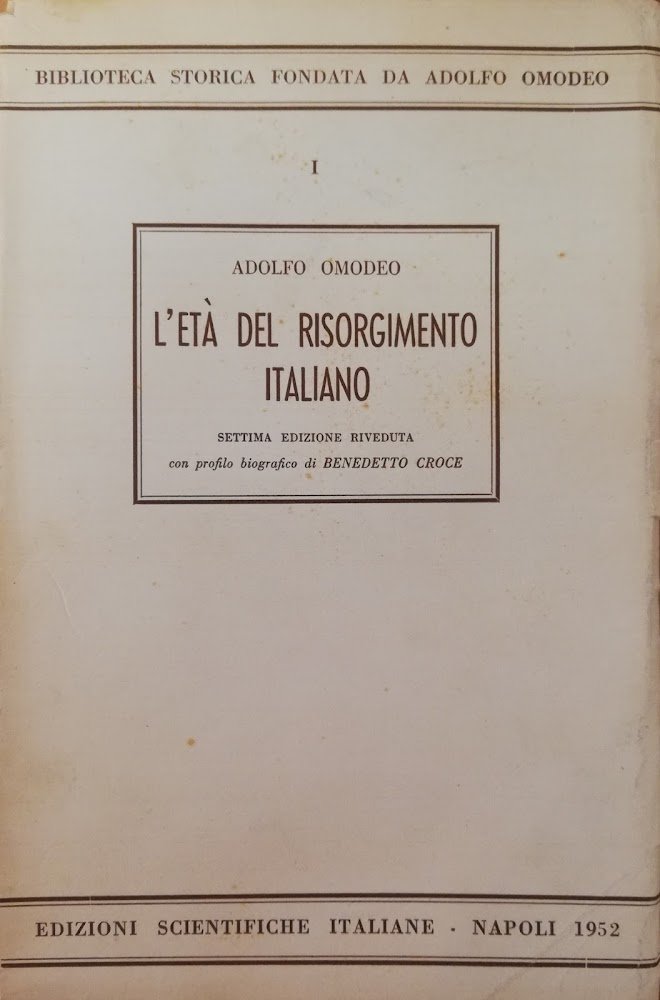 BIBLIOTECA STORICA FONDATA DA ADOLFO OMODEO
I
ADOLFO OMODEO
L'ETÀ DEL RISORGIMENTO
ITALIANO
SETTIMA EDIZIONE RIVEDUTA
con profilo biografico di BENEDETTO CROCE
EDIZIONI SCIENTIFICHE ITALIANE - NAPOLI 1952